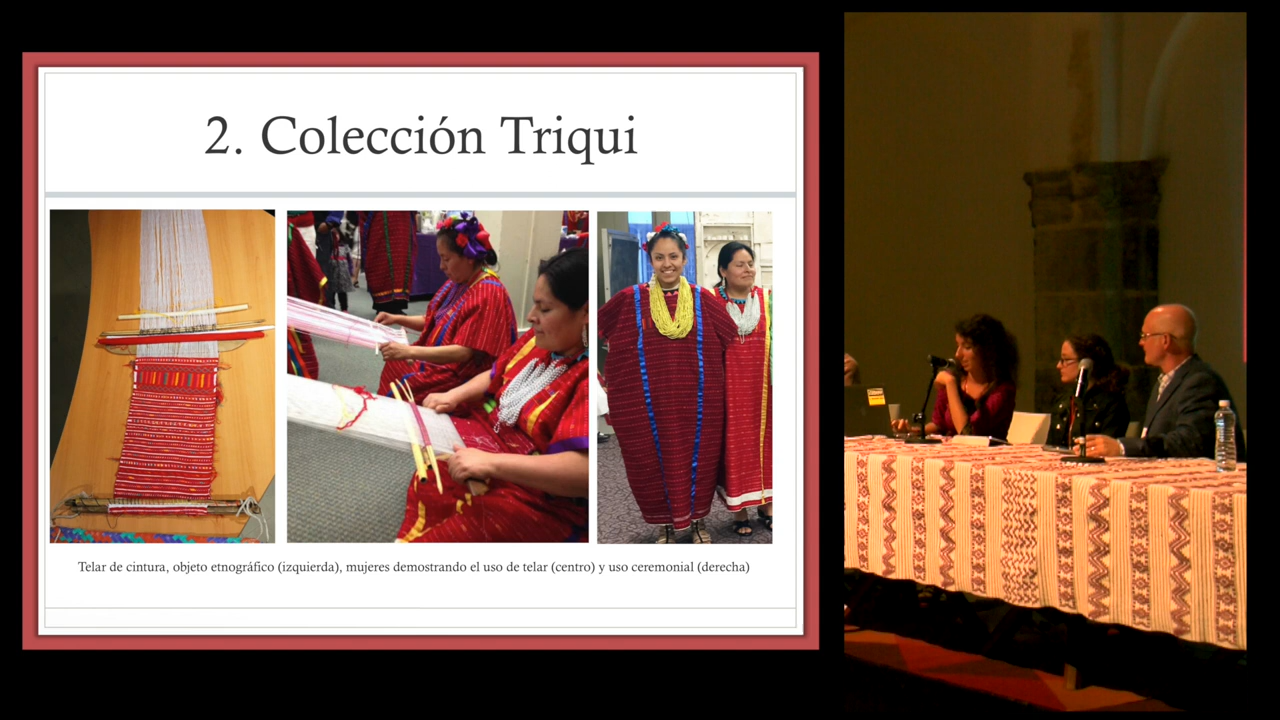 2. Colección Triqui
Telar de cintura, objeto etnográfico (izquierda), mujeres demostrando el uso de telar (centro) y uso ceremonial (derecha)